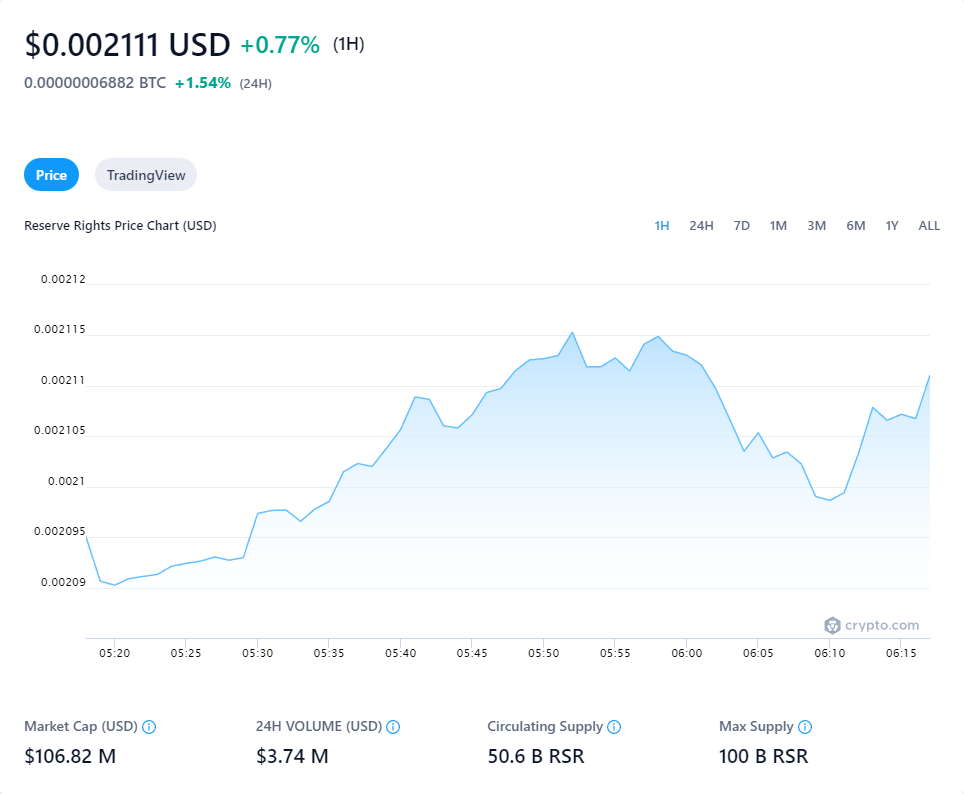 $0.002111 USD +0.77% (1H)
0.00000006882 BTC +1.54% (24H)
Price TradingView
Reserve Rights Price Chart (USD) 1H 24H 7D 1M 3M 6M 1Y ALL
0.00212
0.002115
0.00211
0.002105
0.0021
0.002095
0.00209
crypto.com
05:20 05:25 05:30 05:35 05:40 05:45 05:50 05:55 06:00 06:05 06:10 06:15
Market Cap (USD) 24H VOLUME (USD) Circulating Supply Max Supply
$106.82 M $3.74 M 50.6 B RSR 100 B RSR